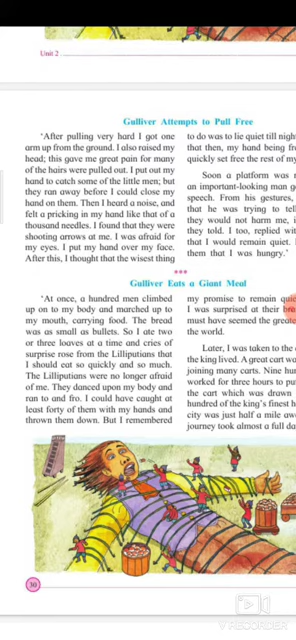 Unit 2
Gulliver Attempts to Pull Free
'After pulling very hard I got one
arm up from the ground. I also raised my
head; this gave me great pain for many
of the hairs were pulled out. I put out my
hand to catch some of the little men; but
they ran away before I could close my
hand on them. Then I heard a noise, and
felt a pricking in my hand like that of a
thousand needles. I found that they were
shooting arrows at me. I was afraid for
my eyes. I put my hand over my face.
After this, I thought that the wisest thing
to do was to lie quiet till
that then, my hand being
quickly set free the rest of my
Soon a platform was
an important-looking man
speech. From his gestures,
that he was trying to
they would not harm me,
they told. I too, replied
that I would remain quiet. I
them that I was hungry.'
***
Gulliver Eats a Giant Meal
'At once, a hundred men climbed
up on to my body and marched up to
my mouth, carrying food. The bread
was as small as bullets. So I ate two
or three loaves at a time and cries of
surprise rose from the Lilliputians that
I should eat so quickly and so much.
The Lilliputians were no longer afraid
of me. They danced upon my body and
ran to and fro. I could have caught at
least forty of them with my hands and
thrown them down. But I remembered
my promise to remain
I was surprised at their
must have seemed the
the world.
Later, I was taken to the
the king lived. A great cart
joining many carts. Nine
worked for three hours to
the cart which was drawn
hundred of the king's finest
city was just half a mile
journey took almost a full
30
VIDEO
RECORDER